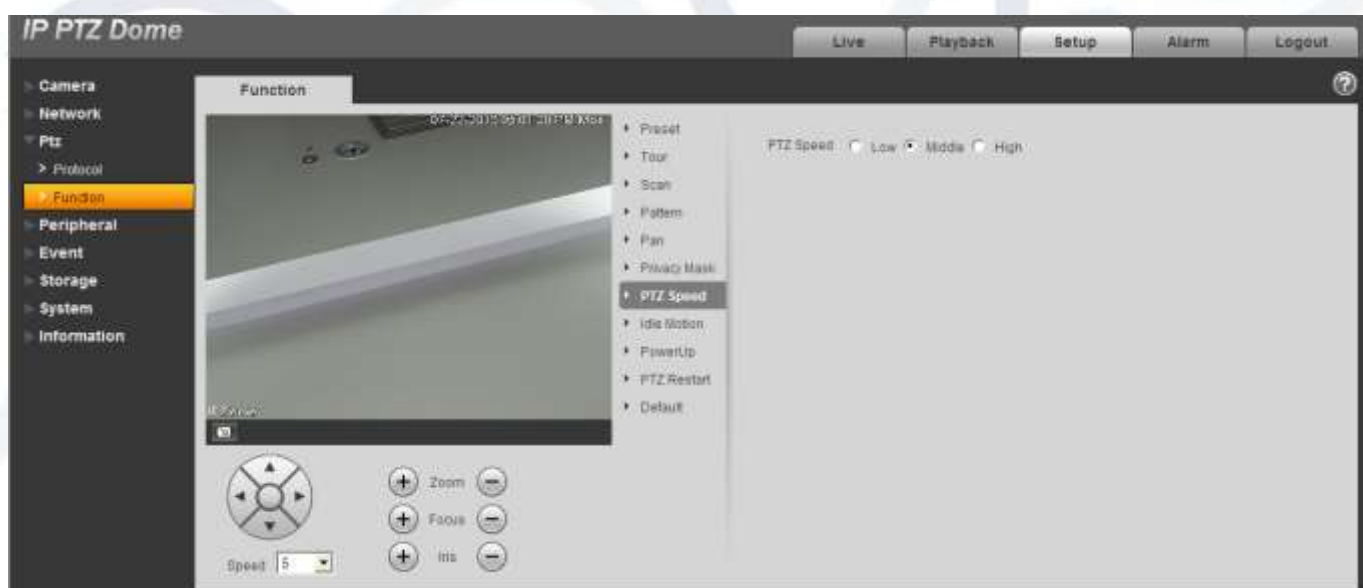 IP PTZ Dome
Live Playback Setup Alarm Logout
?
Camera
Network
Ptz
> Protocol
Function
Peripheral
Event
Storage
System
Information
Function
Preset
Tour
Scan
Pattern
Pan
Privacy Mask
PTZ Speed
Idle Motion
PowerUp
PTZ Restart
Default
PTZ Speed Low Middle High
Zoom
Focus
Iris
Speed 5